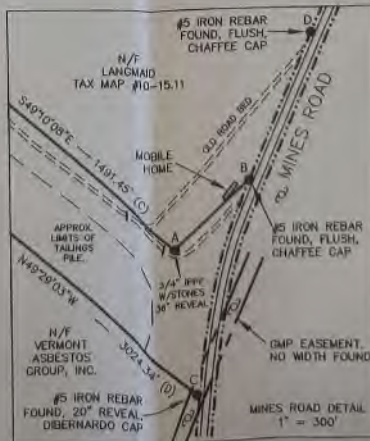 #5 IRON REBAR
FOUND, FLUSH,
CHAFFEE CAP
D
N/F
LANGMAID
TAX MAP #10-15.11
S49°10'08"E
1491.45' (C)
OLD ROAD BED
MINES ROAD
MOBILE
HOME
B
A
APPROX.
LIMITS OF
TAILINGS
PILE.
#5 IRON REBAR
FOUND, FLUSH,
CHAFFEE CAP
3/4" IPPF
W/STONES
36" REVEAL
N49°29'03"W
3024.34' (D)
N/F
VERMONT
ASBESTOS
GROUP, INC.
GMP EASEMENT.
NO WIDTH FOUND
C
#5 IRON REBAR
FOUND, 20" REVEAL
DIBERNARDO CAP
MINES ROAD DETAIL
1" = 300'